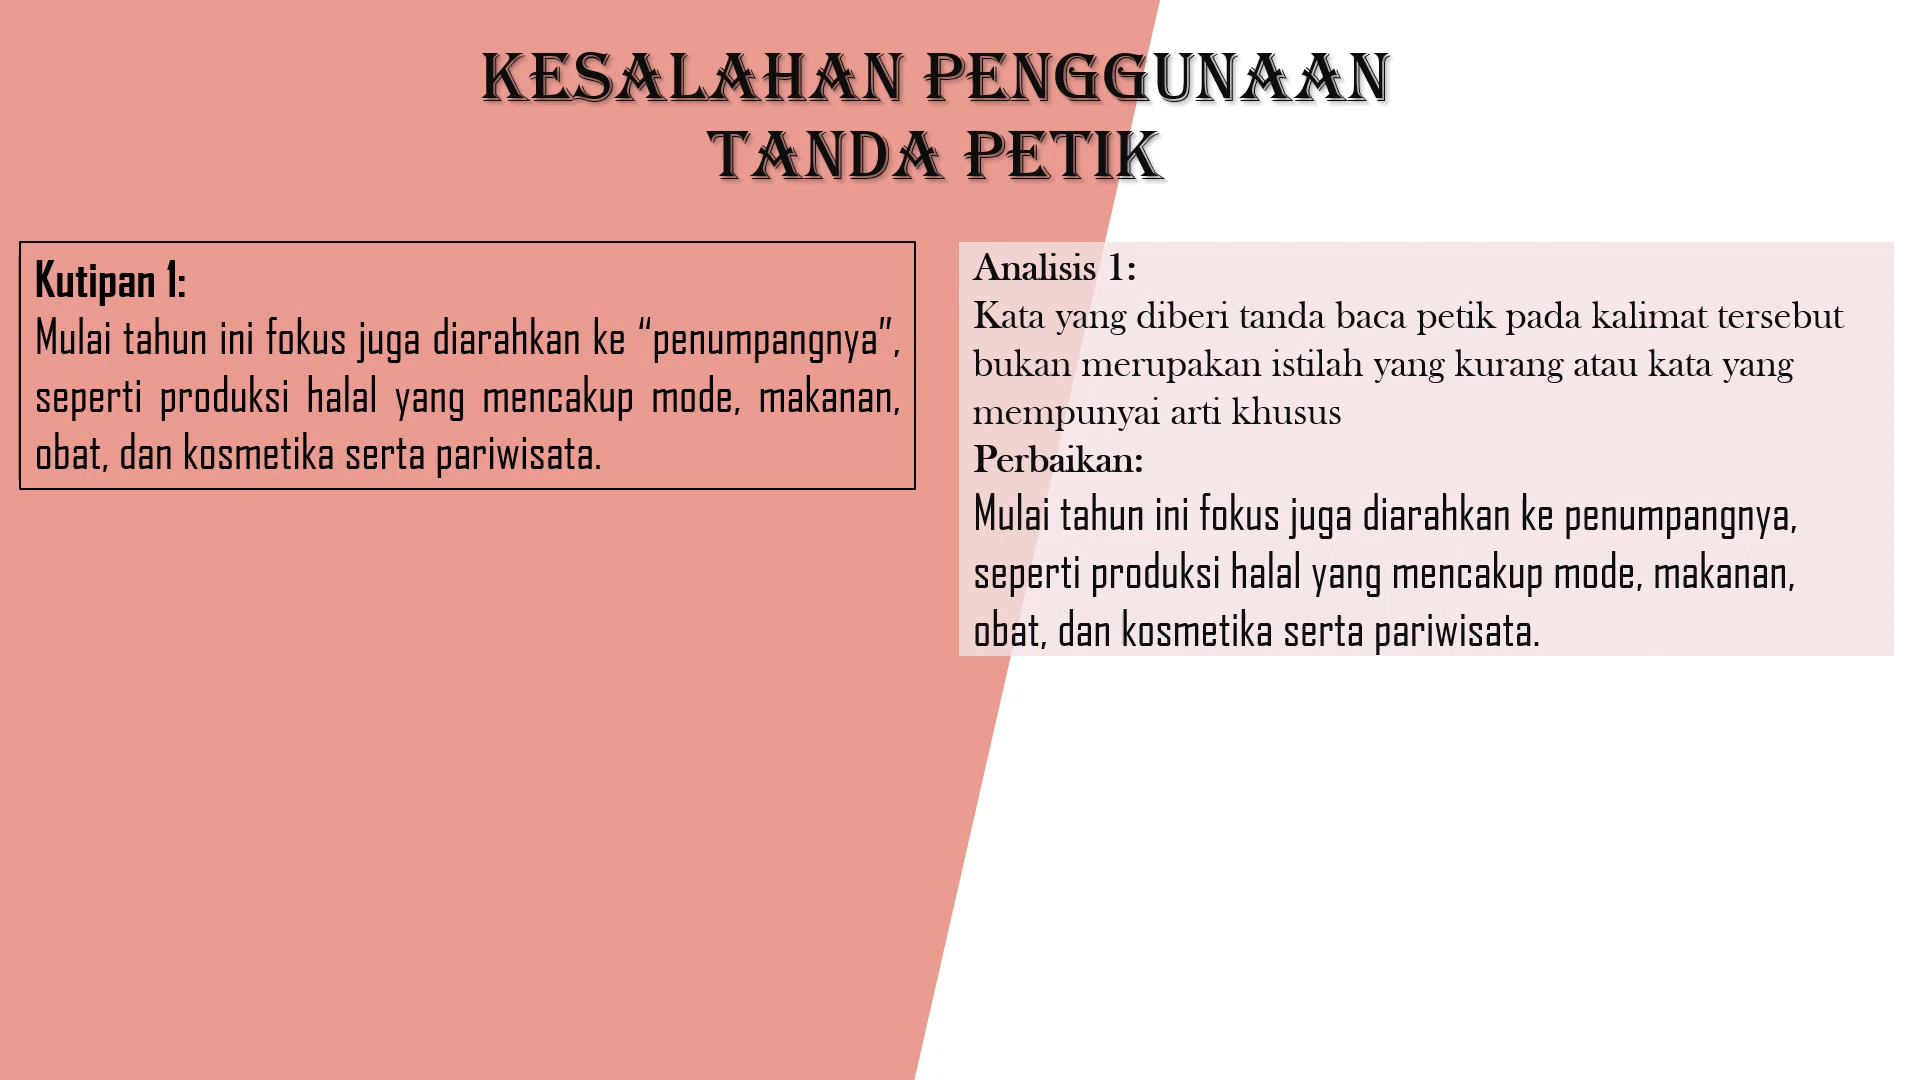 KESALAHAN PENGGUNAAN
TANDA PETIK
Kutipan 1:
Mulai tahun ini fokus juga diarahkan ke “penumpangnya”,
seperti produksi halal yang mencakup mode, makanan,
obat, dan kosmetika serta pariwisata.
Analisis 1:
Kata yang diberi tanda baca petik pada kalimat tersebut
bukan merupakan istilah yang kurang atau kata yang
mempunyai arti khusus
Perbaikan:
Mulai tahun ini fokus juga diarahkan ke penumpangnya,
seperti produksi halal yang mencakup mode, makanan,
obat, dan kosmetika serta pariwisata.